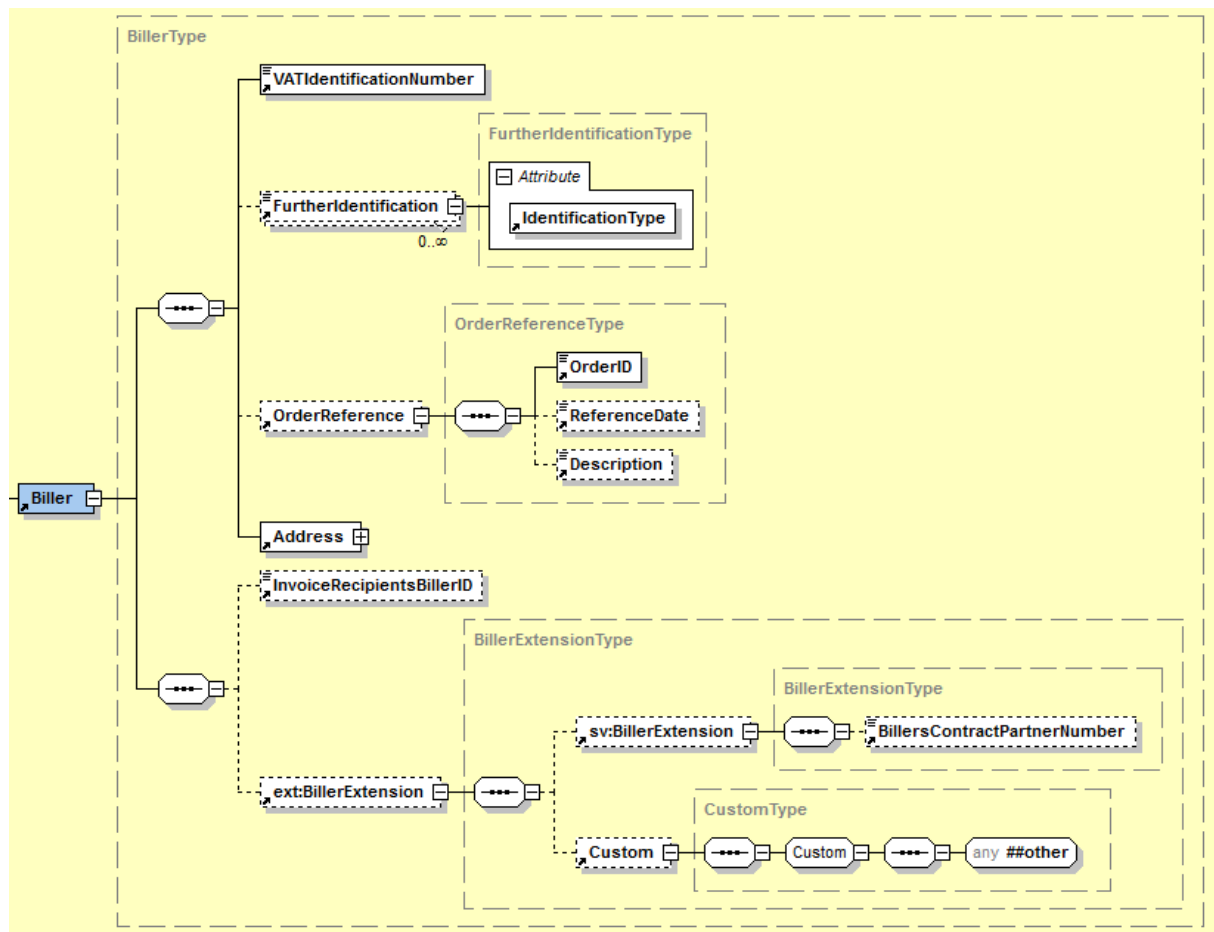 BillerType
VATIdentificationNumber
FurtherIdentificationType
Attribute
FurtherIdentification
IdentificationType
0..∞
OrderReferenceType
OrderID
OrderReference
ReferenceDate
Description
Biller
Address
InvoiceRecipientsBillerID
BillerExtensionType
BillerExtensionType
sv:BillerExtension
BillersContractPartnerNumber
ext:BillerExtension
CustomType
Custom
Custom
any ##other